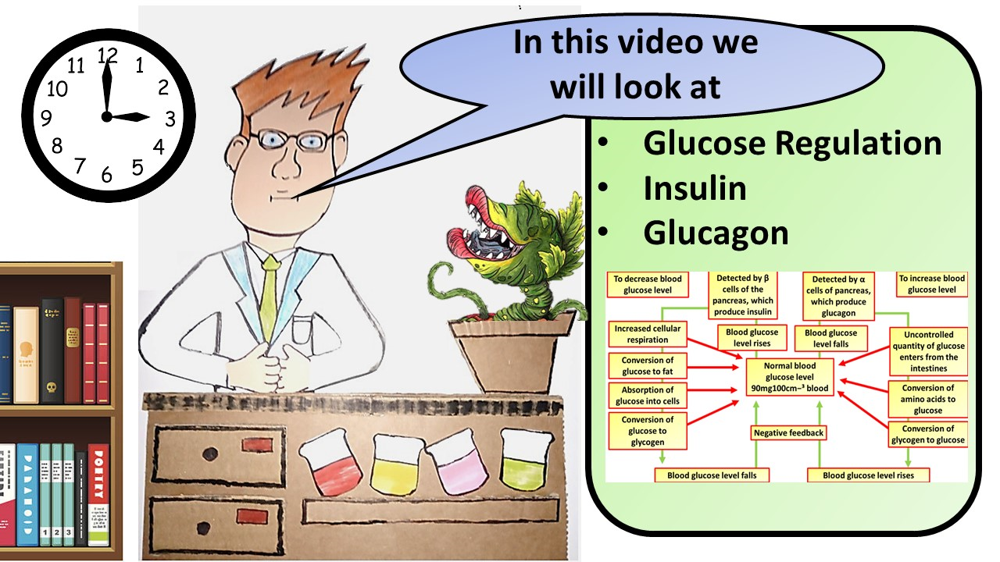 In this video we
will look at
12
1
2
3
4
5
6
7
8
9
10
11
• Glucose Regulation
• Insulin
• Glucagon
To decrease blood
glucose level
Detected by β
cells of the
pancreas, which
produce insulin
Detected by α
cells of pancreas,
which produce
glucagon
To increase blood
glucose level
Increased cellular
respiration
Blood glucose
level rises
Blood glucose
level falls
Uncontrolled
quantity of glucose
enters from the
intestines
Conversion of
glucose to fat
Normal blood
glucose level
90mg100cm–³ blood
Absorption of
glucose into cells
Conversion of
amino acids to
glucose
Conversion of
glucose to
glycogen
Negative feedback
Conversion of
glycogen to glucose
Blood glucose level falls
Blood glucose level rises
PARANOID
1 2 3
POETRY